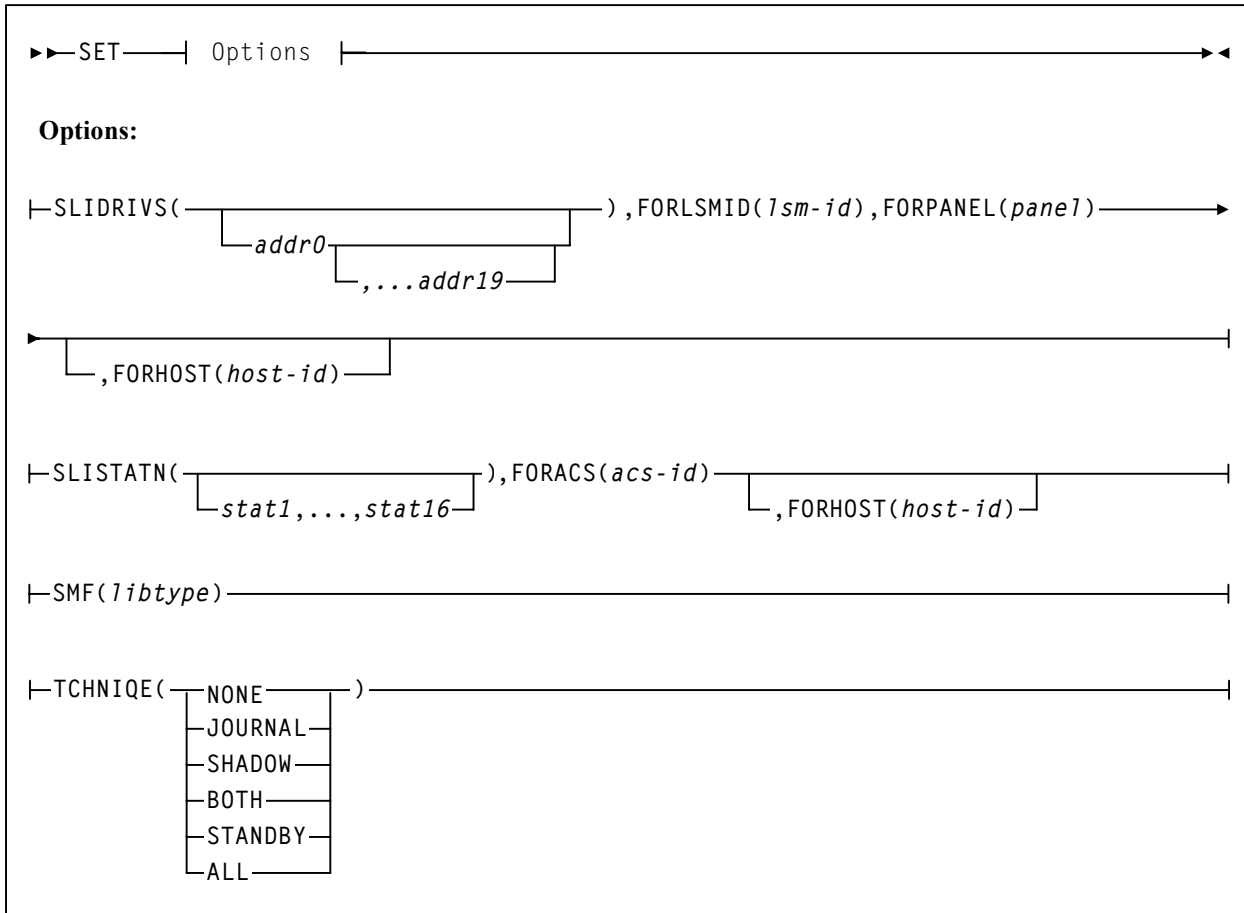 SET Options
Options:
SLIDRIVS( ),FORLSMID(lsm-id),FORPANEL(panel)
addr0
,...addr19
,FORHOST(host-id)
SLISTATN( ),FORACS(acs-id)
stat1,...,stat16 ,FORHOST(host-id)
SMF(libtype)
TCHNIQE( NONE )
JOURNAL
SHADOW
BOTH
STANDBY
ALL